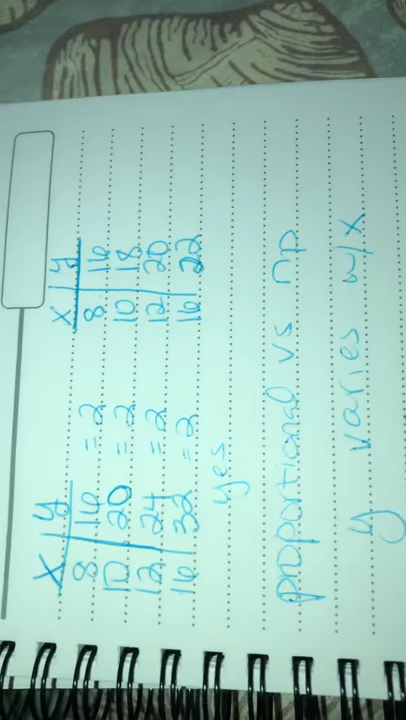 x | y
8 | 16 = 2
10 | 20 = 2
12 | 24 = 2
16 | 32 = 2
yes
x | y
8 | 16
10 | 18
12 | 20
16 | 22
proportional vs np
y varies w/x